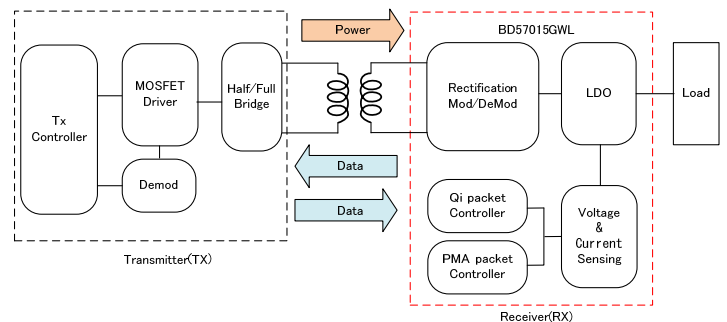 Power
BD57015GWL
Tx
Controller
MOSFET
Driver
Half/Full
Bridge
Rectification
Mod/DeMod
LDO
Load
Demod
Data
Data
Qi packet
Controller
PMA packet
Controller
Voltage
&
Current
Sensing
Transmitter(TX)
Receiver(RX)